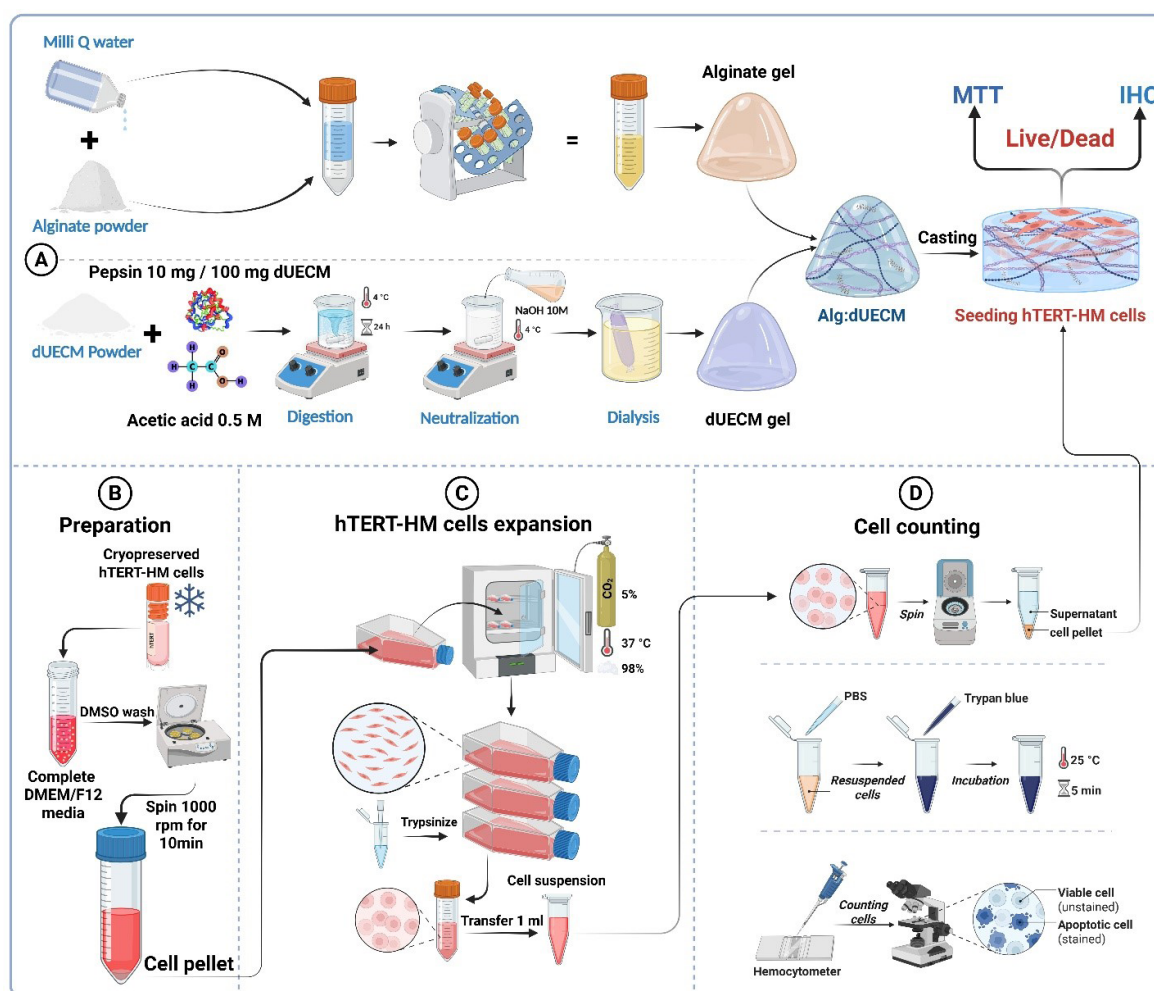 Milli Q water
+
Alginate powder
=
Alginate gel
MTT
IHC
Live/Dead
Casting
Alg:dUECM
Seeding hTERT-HM cells
A
Pepsin 10 mg / 100 mg dUECM
dUECM Powder
+
Acetic acid 0.5 M
C
O
H
4 °C
24 h
Digestion
NaOH 10M
4 °C
Neutralization
Dialysis
dUECM gel
B
Preparation
Cryopreserved
hTERT-HM cells
hTERT
DMSO wash
Complete
DMEM/F12
media
Spin 1000
rpm for
10min
Cell pellet
C
hTERT-HM cells expansion
CO2
5%
37 °C
98%
Trypsinize
Cell suspension
Transfer 1 ml
D
Cell counting
Spin
Supernatant
cell pellet
PBS
Trypan blue
Resuspended
cells
Incubation
25 °C
5 min
Counting
cells
Hemocytometer
Viable cell
(unstained)
Apoptotic cell
(stained)